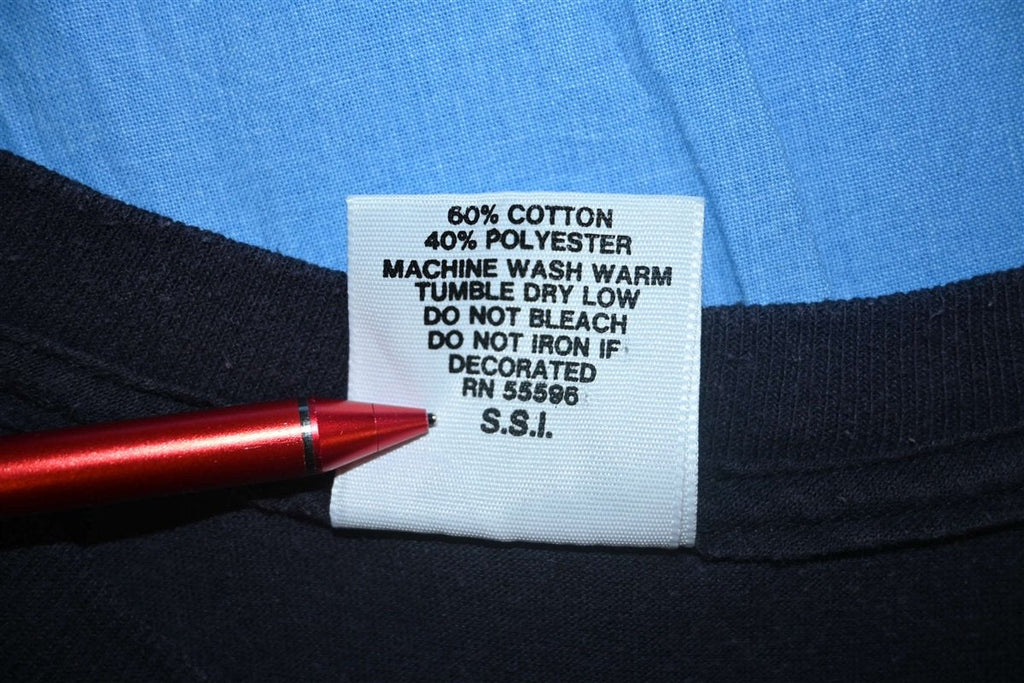 60% COTTON
40% POLYESTER
MACHINE WASH WARM
TUMBLE DRY LOW
DO NOT BLEACH
DO NOT IRON IF
DECORATED
RN 55596
S.S.I.